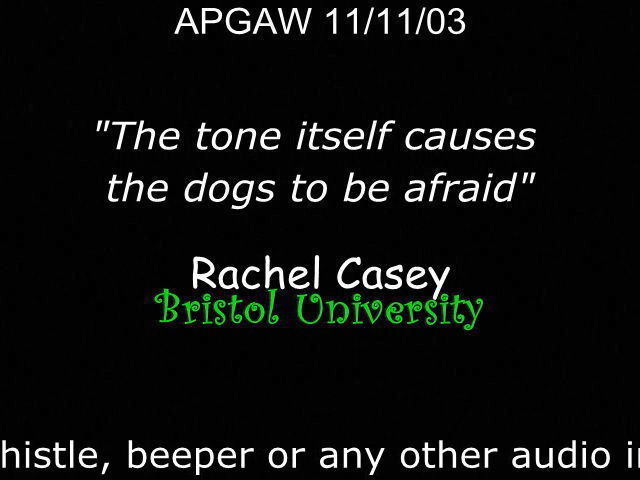 APGAW 11/11/03
"The tone itself causes
the dogs to be afraid"
Rachel Casey
Bristol University
histle, beeper or any other audio i